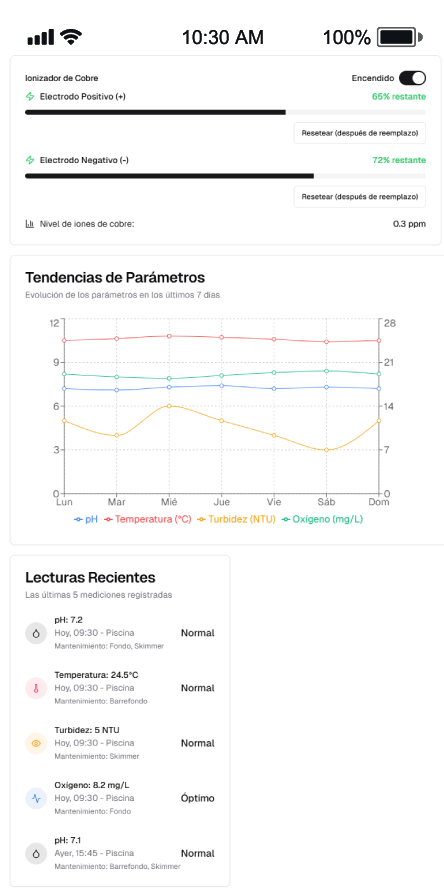 10:30 AM 100%
Ionizador de Cobre Encendido
Electrodo Positivo (+) 65% restante
Resetear (después de reemplazo)
Electrodo Negativo (-) 72% restante
Resetear (después de reemplazo)
Nivel de iones de cobre: 0.3 ppm
Tendencias de Parámetros
Evolución de los parámetros en los últimos 7 días
12 28
9 21
6 14
3 7
0 0
Lun Mar Mié Jue Vie Sáb Dom
pH Temperatura (°C) Turbidez (NTU) Oxígeno (mg/L)
Lecturas Recientes
Las últimas 5 mediciones registradas
pH: 7.2
Hoy, 09:30 - Piscina Normal
Mantenimiento: Fondo, Skimmer
Temperatura: 24.5°C
Hoy, 09:30 - Piscina Normal
Mantenimiento: Barrefondo
Turbidez: 5 NTU
Hoy, 09:30 - Piscina Normal
Mantenimiento: Skimmer
Oxígeno: 8.2 mg/L
Hoy, 09:30 - Piscina Óptimo
Mantenimiento: Fondo
pH: 7.1
Ayer, 15:45 - Piscina Normal
Mantenimiento: Barrefondo, Skimmer